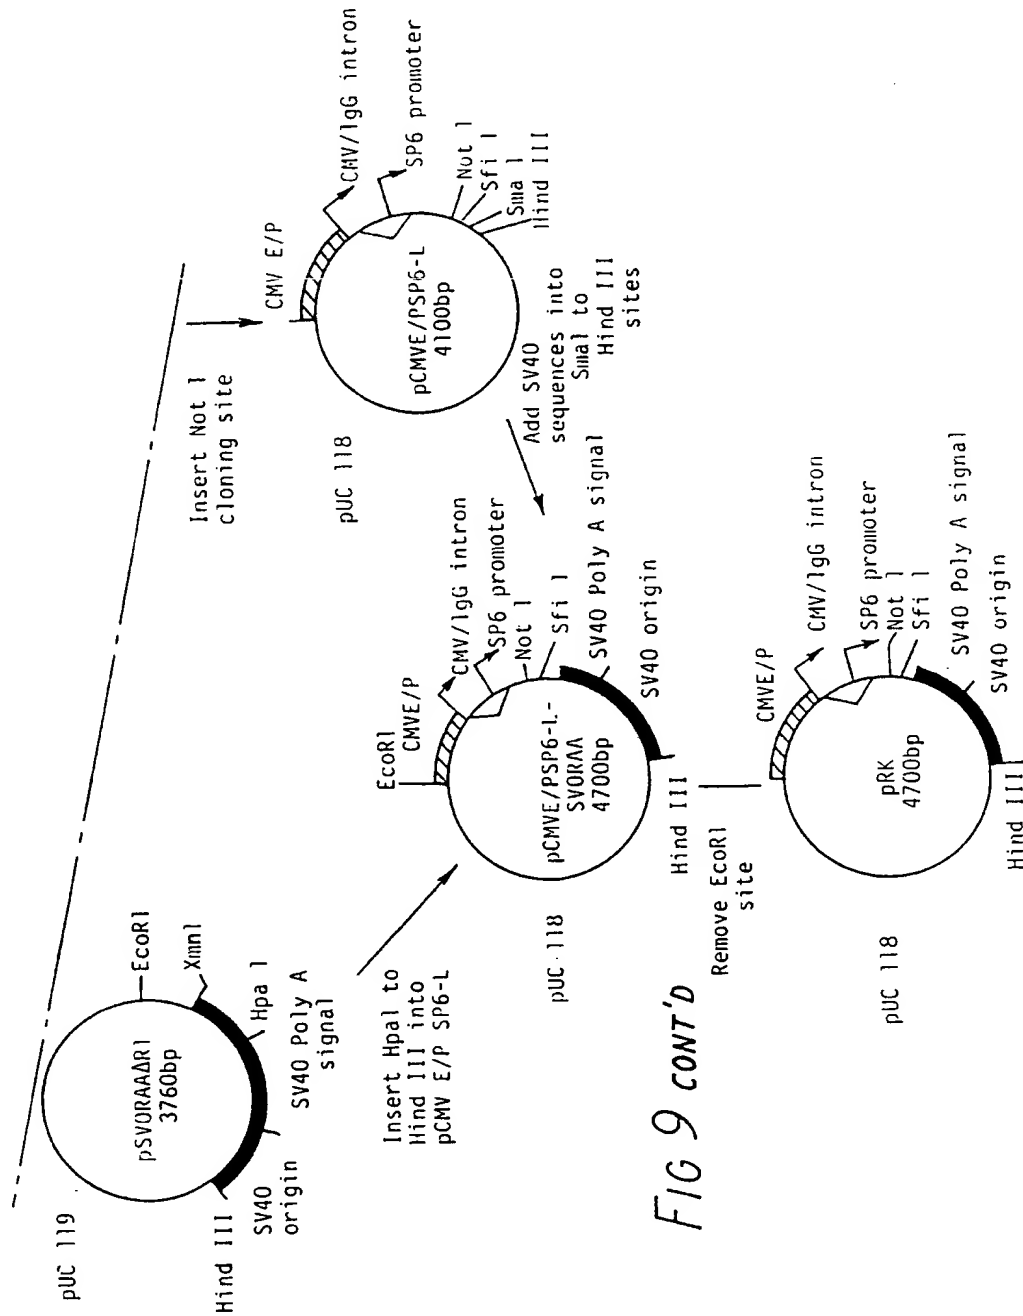 pUC 119
pSVORAAΔR1
3760bp
EcoR1
Xmn1
Hpa 1
SV40 Poly A
signal
SV40
origin
Hind III
Insert Not 1
cloning site
pUC 118
CMV E/P
CMV/IgG intron
SP6 promoter
pCMVE/PSP6-L
4100bp
Not 1
Sfi 1
Sma 1
Hind III
Insert Hpa1 to
Hind III into
pCMV E/P SP6-L
Add SV40
sequences into
Sma1 to
Hind III
sites
pUC 118
EcoR1
CMVE/P
CMV/IgG intron
SP6 promoter
Not 1
Sfi 1
pCMVE/PSP6-L-
SVORAA
4700bp
SV40 Poly A signal
SV40 origin
Hind III
Remove EcoR1
site
pUC 118
CMVE/P
CMV/IgG intron
SP6 promoter
Not 1
Sfi 1
pRK
4700bp
SV40 Poly A signal
SV40 origin
Hind III
FIG 9 CONT'D